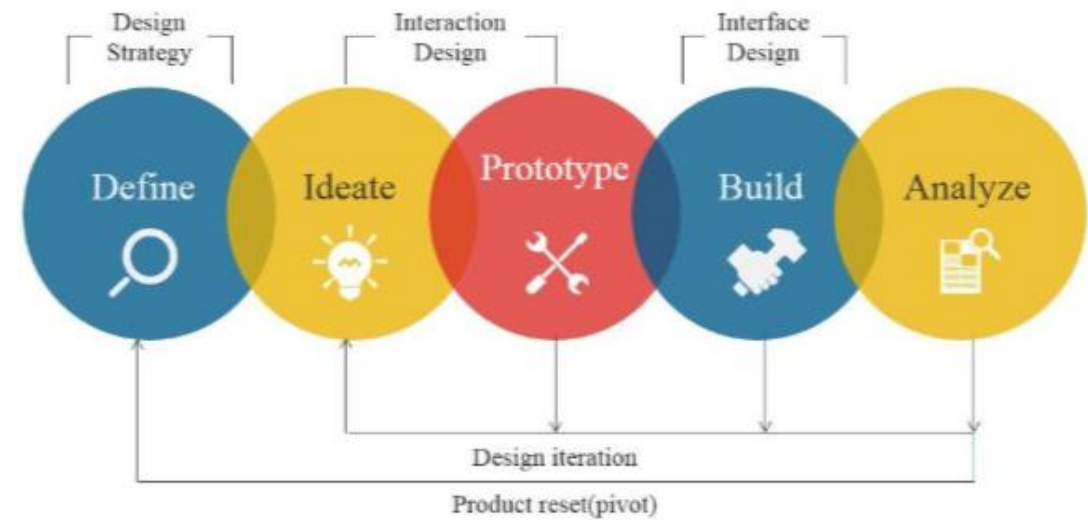 Design
Strategy
Interaction
Design
Interface
Design
Define
Ideate
Prototype
Build
Analyze
Design iteration
Product reset(pivot)